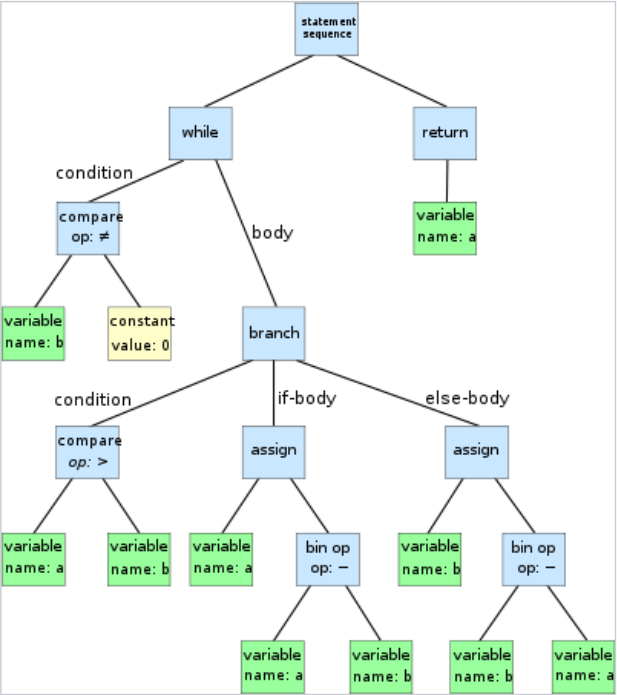 statement
sequence
while
return
condition
compare
op: ≠
body
variable
name: a
variable
name: b
constant
value: 0
branch
condition
if-body
else-body
compare
op: >
assign
assign
variable
name: a
variable
name: b
variable
name: a
bin op
op: −
variable
name: b
bin op
op: −
variable
name: a
variable
name: b
variable
name: b
variable
name: a